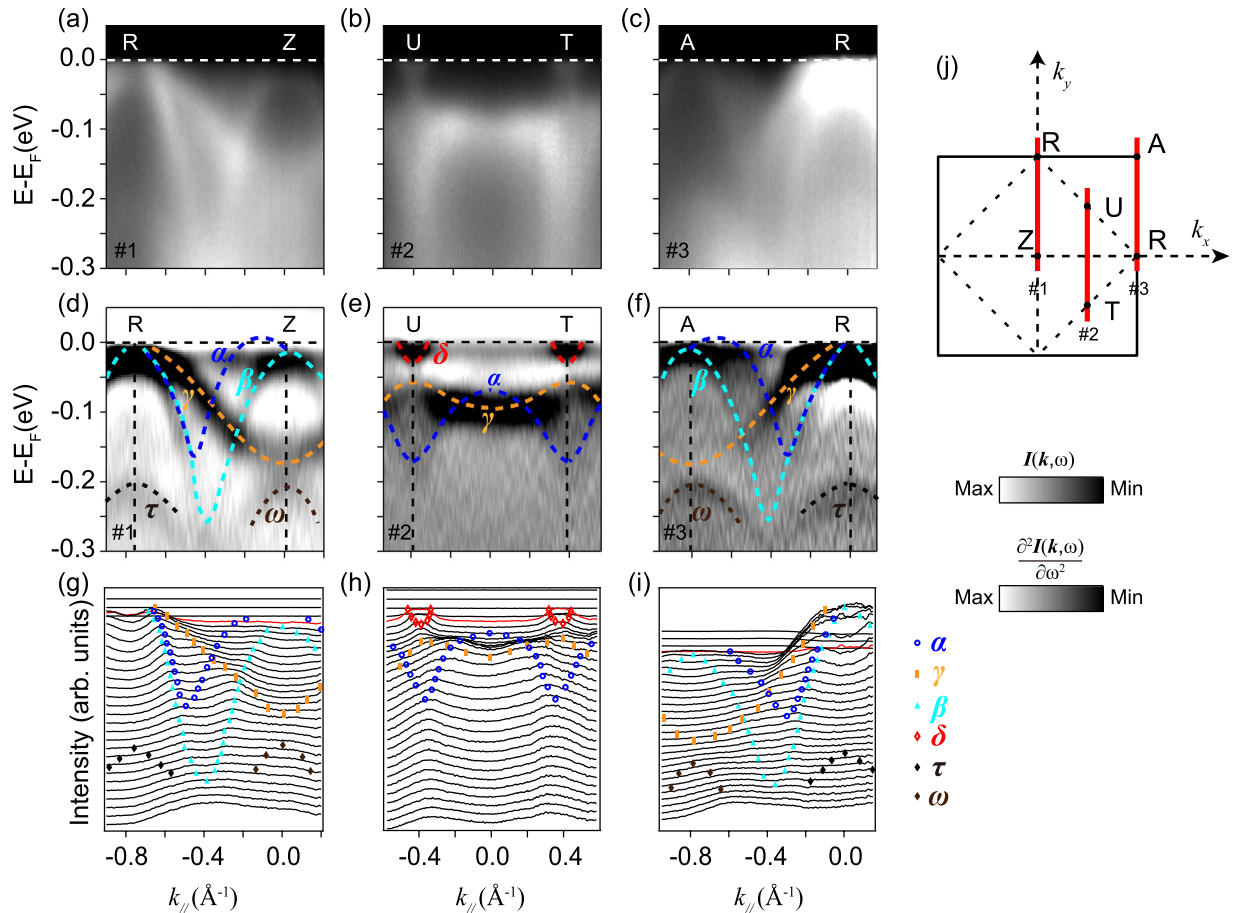 (a) (b) (c)
R Z U T A R
0.0
-0.1
-0.2
-0.3
E-E_F(eV)
#1 #2 #3
(j)
k_y
R A
U
Z R k_x
T
#1 #2 #3
(d) (e) (f)
R Z U T A R
0.0
-0.1
-0.2
-0.3
E-E_F(eV)
α β γ τ ω
δ α γ
β α γ ω τ
#1 #2 #3
I(k,ω)
Max Min
∂²I(k,ω)
∂ω²
Max Min
(g) (h) (i)
Intensity (arb. units)
α
γ
β
δ
τ
ω
-0.8 -0.4 0.0 -0.4 0.0 0.4 -0.8 -0.4 0.0
k_//(Å⁻¹) k_//(Å⁻¹) k_//(Å⁻¹)